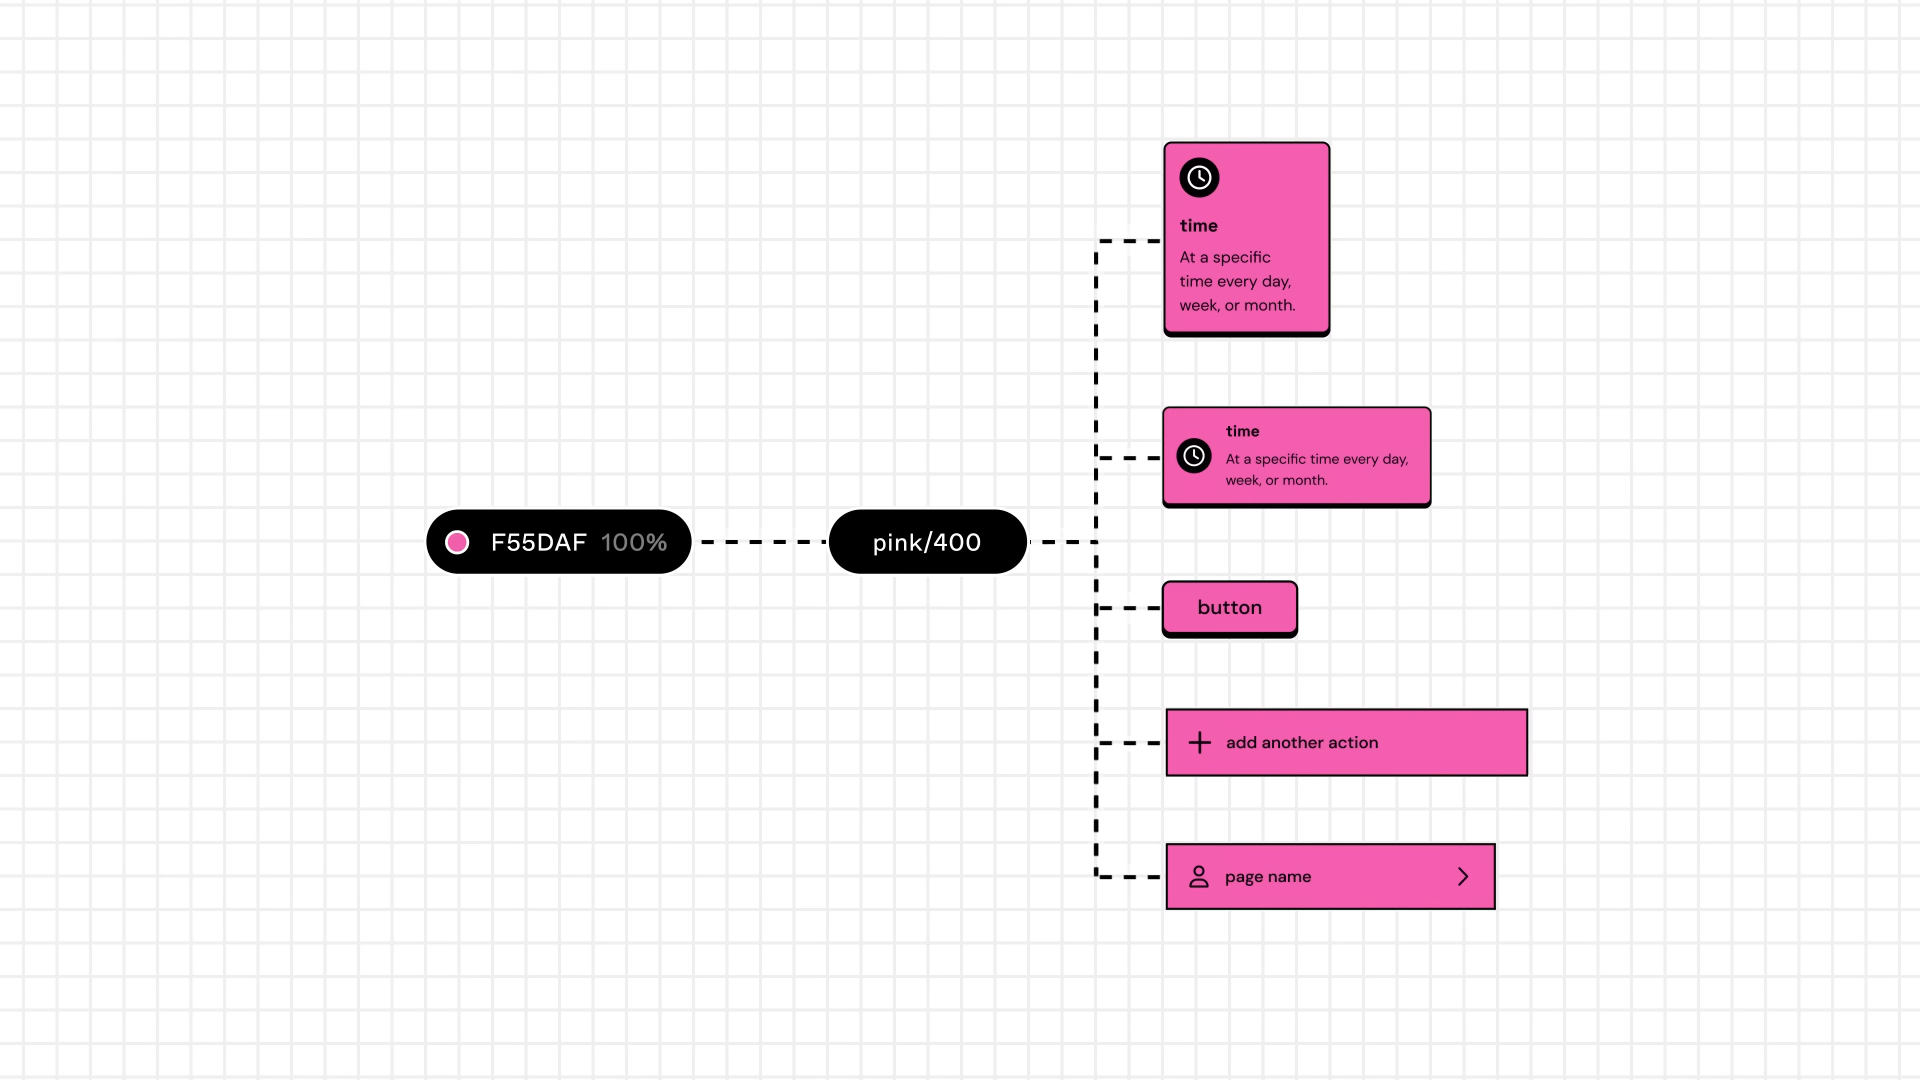 F55DAF 100%
pink/400
time
At a specific
time every day,
week, or month.
time
At a specific time every day,
week, or month.
button
add another action
page name